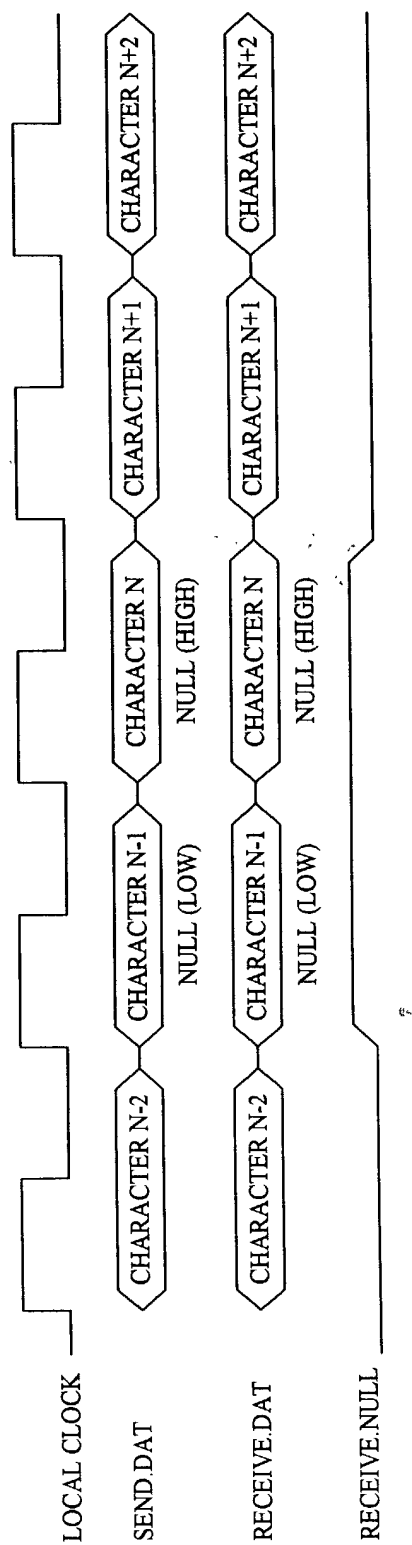 LOCAL CLOCK
SEND.DAT CHARACTER N-2 CHARACTER N-1 CHARACTER N CHARACTER N+1 CHARACTER N+2
NULL (LOW) NULL (HIGH)
RECEIVE.DAT CHARACTER N-2 CHARACTER N-1 CHARACTER N CHARACTER N+1 CHARACTER N+2
NULL (LOW) NULL (HIGH)
RECEIVE.NULL